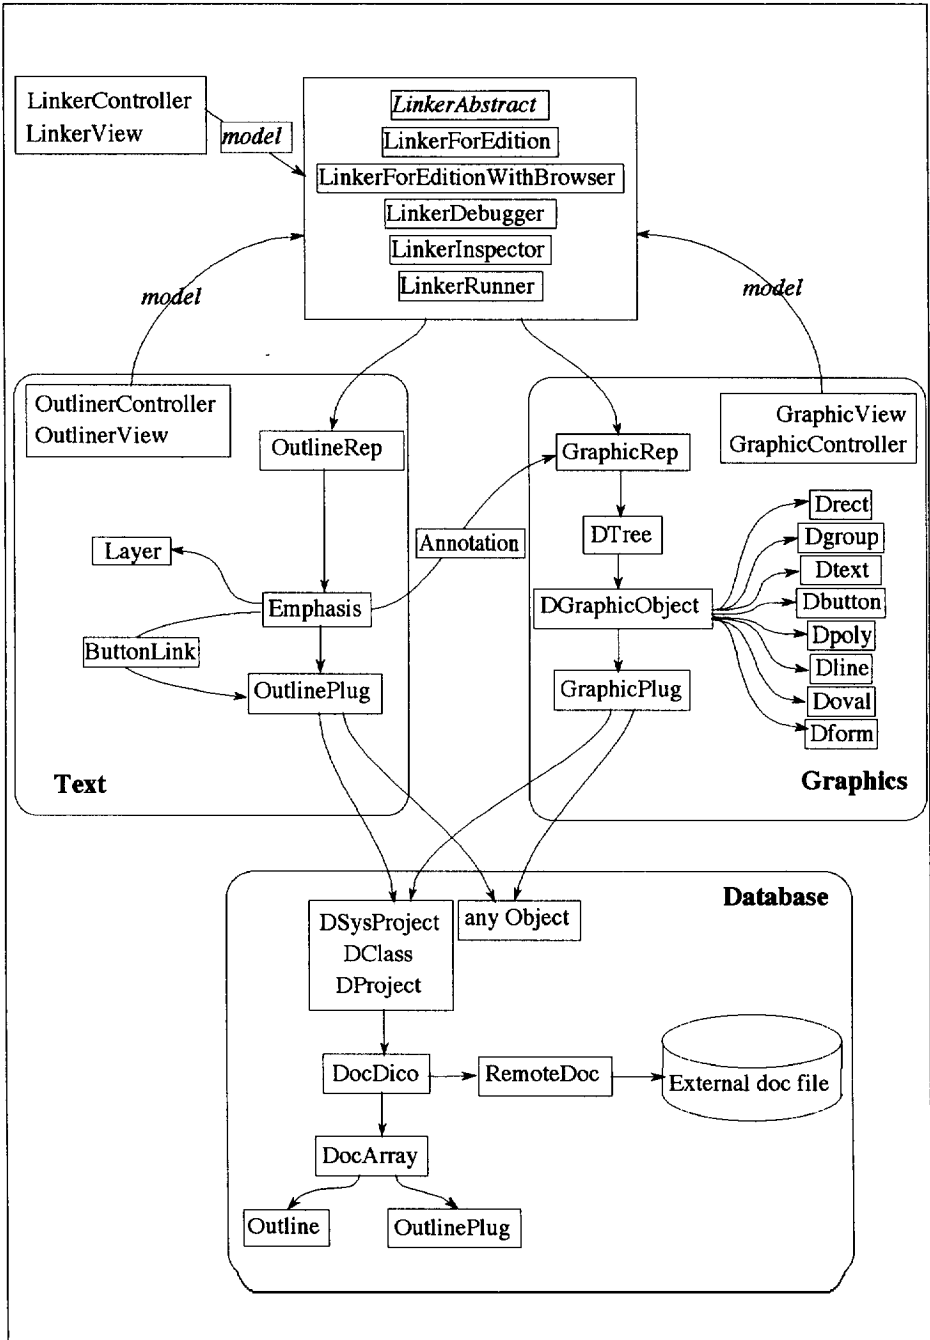 LinkerController
LinkerView
model
LinkerAbstract
LinkerForEdition
LinkerForEditionWithBrowser
LinkerDebugger
LinkerInspector
LinkerRunner
model
model
OutlinerController
OutlinerView
OutlineRep
Layer
Emphasis
ButtonLink
OutlinePlug
Text
Annotation
GraphicView
GraphicController
GraphicRep
DTree
DGraphicObject
GraphicPlug
Drect
Dgroup
Dtext
Dbutton
Dpoly
Dline
Doval
Dform
Graphics
Database
DSysProject
DClass
DProject
any Object
DocDico
RemoteDoc
External doc file
DocArray
Outline
OutlinePlug